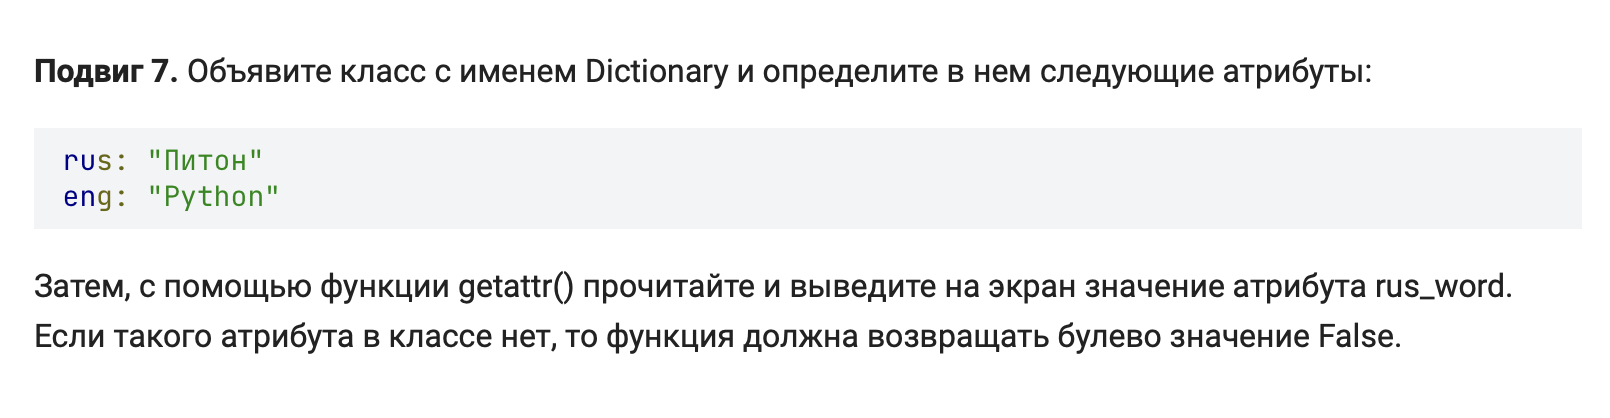 Подвиг 7. Объявите класс с именем Dictionary и определите в нем следующие атрибуты:
rus: "Питон"
eng: "Python"
Затем, с помощью функции getattr() прочитайте и выведите на экран значение атрибута rus_word.
Если такого атрибута в классе нет, то функция должна возвращать булево значение False.